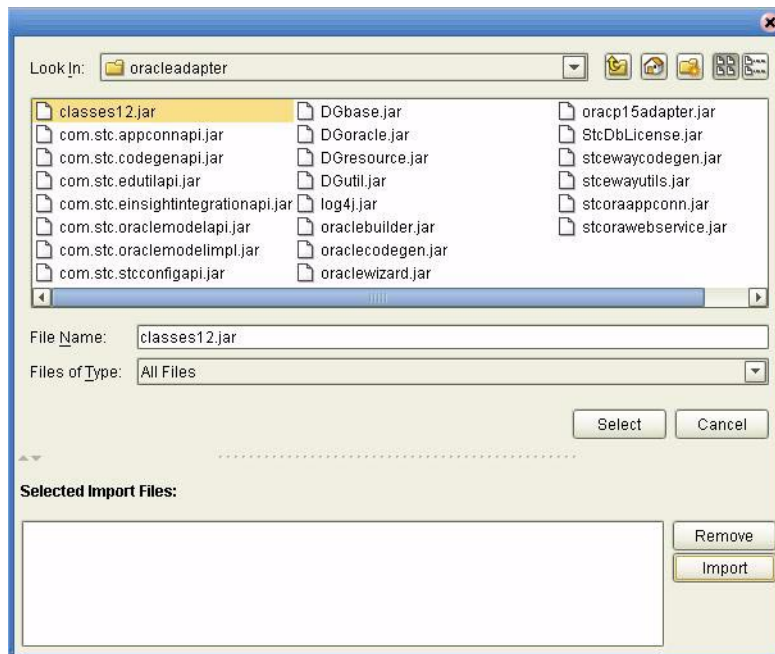 Look In: oracleadapter
classes12.jar
com.stc.appconnapi.jar
com.stc.codegenapi.jar
com.stc.edutilapi.jar
com.stc.einsightintegrationapi.jar
com.stc.oraclemodelapi.jar
com.stc.oraclemodelimpl.jar
com.stc.stcconfigapi.jar
DGbase.jar
DGoracle.jar
DGresource.jar
DGutil.jar
log4j.jar
oraclebuilder.jar
oraclecodegen.jar
oraclewizard.jar
oracp15adapter.jar
StcDbLicense.jar
stcewaycodegen.jar
stcewayutils.jar
stcoraappconn.jar
stcorawebservice.jar
File Name: classes12.jar
Files of Type: All Files
Select Cancel
Selected Import Files:
Remove
Import